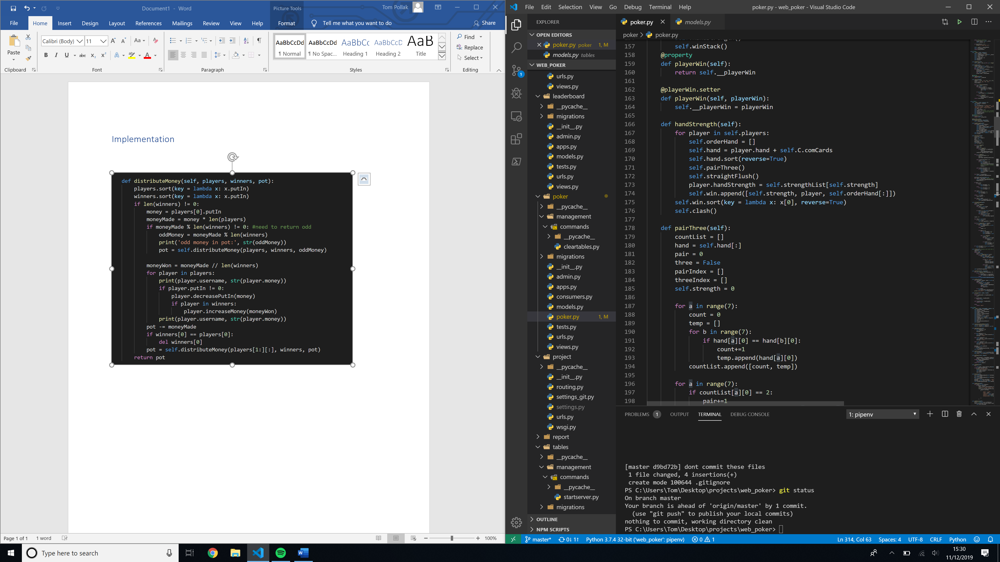 Document1 - Word
Picture Tools
Tom Pollak
File Home Insert Design Layout References Mailings Review View Help Format Tell me what you want to do Share
Paste
Calibri (Body) 11
AaBbCcDd AaBbCcDd AaBbCc AaBbCcD AaB
¶ Normal ¶ No Spac... Heading 1 Heading 2 Title
Find
Replace
Select
Clipboard Font Paragraph Styles Editing
Implementation
def distributeMoney(self, players, winners, pot):
players.sort(key = lambda x: x.putIn)
winners.sort(key = lambda x: x.putIn)
if len(winners) != 0:
money = players[0].putIn
moneyMade = money * len(players)
if moneyMade % len(winners) != 0: #need to return odd
oddMoney = moneyMade % len(winners)
print('odd money in pot:', str(oddMoney))
pot = self.distributeMoney(players, winners, oddMoney)
moneyWon = moneyMade // len(winners)
for player in players:
print(player.username, str(player.money))
if player.putIn != 0:
player.decreasePutIn(money)
if player in winners:
player.increaseMoney(moneyWon)
print(player.username, str(player.money))
pot -= moneyMade
if winners[0] == players[0]:
del winners[0]
pot = self.distributeMoney(players[1:][:], winners, pot)
return pot
Page 1 of 1 1 word 100%
File Edit Selection View Go Debug Terminal Help
poker.py - web_poker - Visual Studio Code
EXPLORER
OPEN EDITORS
poker.py poker 1, M
models.py tables
WEB_POKER
urls.py
views.py
leaderboard
__pycache__
migrations
__init__.py
admin.py
apps.py
models.py
tests.py
urls.py
views.py
poker
__pycache__
management
commands
__pycache__
cleartables.py
migrations
__init__.py
admin.py
apps.py
consumers.py
models.py
poker.py 1, M
tests.py
urls.py
views.py
project
__pycache__
__init__.py
routing.py
settings_git.py
settings.py
urls.py
wsgi.py
report
tables
__pycache__
management
commands
__pycache__
startserver.py
migrations
OUTLINE
NPM SCRIPTS
poker.py models.py
poker > poker.py
157 self.winStack()
158 @property
159 def playerWin(self):
160 return self.__playerWin
161
162 @playerWin.setter
163 def playerWin(self, playerWin):
164 self.__playerWin = playerWin
165
166 def handStrength(self):
167 for player in self.players:
168 self.orderHand = []
169 self.hand = player.hand + self.C.comCards
170 self.hand.sort(reverse=True)
171 self.pairThree()
172 self.straightFlush()
173 player.handStrength = self.strengthList[self.strength]
174 self.win.append([self.strength, player, self.orderHand[:]])
175 self.win.sort(key = lambda x: x[0], reverse=True)
176 self.clash()
177
178 def pairThree(self):
179 countList = []
180 hand = self.hand[:]
181 pair = 0
182 three = False
183 pairIndex = []
184 threeIndex = []
185 self.strength = 0
186
187 for a in range(7):
188 count = 0
189 temp = []
190 for b in range(7):
191 if hand[a][0] == hand[b][0]:
192 count+=1
193 temp.append(hand[a][0])
194 countList.append([count, temp])
195
196 for a in range(7):
197 if countList[a][0] == 2:
198 pair+=1
PROBLEMS 1 OUTPUT TERMINAL DEBUG CONSOLE 1: pipenv
[master d9bd72b] dont commit these files
1 file changed, 4 insertions(+)
create mode 100644 .gitignore
PS C:\Users\Tom\Desktop\projects\web_poker> git status
On branch master
Your branch is ahead of 'origin/master' by 1 commit.
(use "git push" to publish your local commits)
nothing to commit, working directory clean
PS C:\Users\Tom\Desktop\projects\web_poker>
master* 0↓ 1↑ Python 3.7.4 32-bit ('web_poker': pipenv) 0 1 Ln 314, Col 63 Spaces: 4 UTF-8 CRLF Python
Type here to search
15:30
11/12/2019